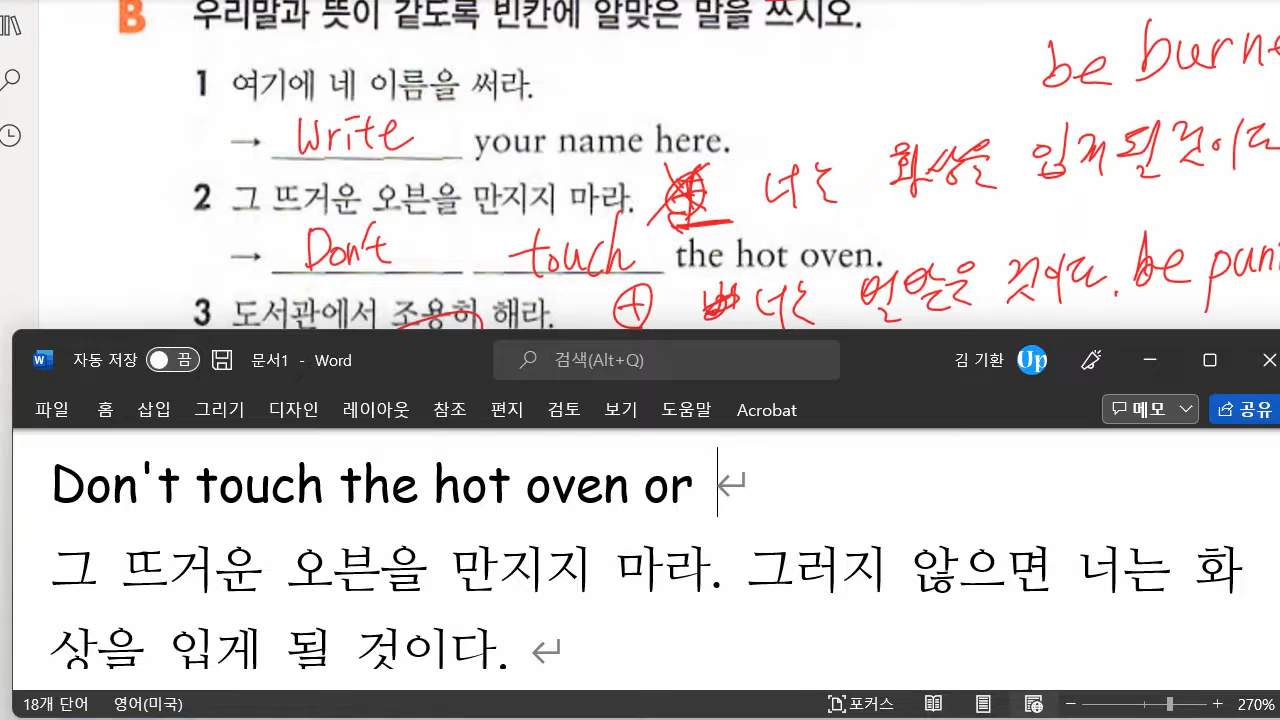 B 우리말과 뜻이 같도록 빈칸에 알맞은 말을 쓰시오.
be burne
1 여기에 네 이름을 써라.
→ Write your name here.
너는 화상을 입게 될 것이다
2 그 뜨거운 오븐을 만지지 마라.
→ Don't touch the hot oven.
너는 벌받을 것이다. be puni
3 도서관에서 조용히 해라.
자동 저장 끔 문서1 - Word 검색(Alt+Q) 김 기환 Up
파일 홈 삽입 그리기 디자인 레이아웃 참조 편지 검토 보기 도움말 Acrobat 메모 공유
Don't touch the hot oven or
그 뜨거운 오븐을 만지지 마라. 그러지 않으면 너는 화
상을 입게 될 것이다.
18개 단어 영어(미국) 포커스 270%